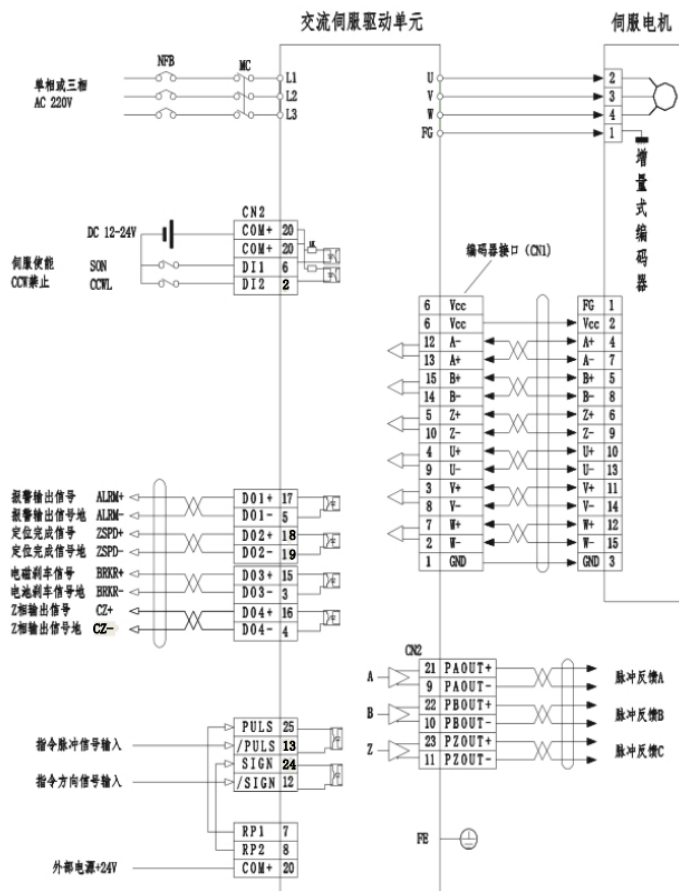 交流伺服驱动单元
伺服电机
单相或三相
AC 220V
NFB
MC
L1
L2
L3
U
V
W
FG
2
3
4
1
增量式编码器
CN2
DC 12-24V
COM+ 20
COM+ 20
伺服使能 SON DI1 6
CCW禁止 CCWL DI2 2
编码器接口 (CN1)
6 Vcc
6 Vcc
12 A-
13 A+
15 B+
14 B-
5 Z+
10 Z-
4 U+
9 U-
3 V+
8 V-
7 W+
2 W-
1 GND
FG 1
Vcc 2
A+ 4
A- 7
B+ 5
B- 8
Z+ 6
Z- 9
U+ 10
U- 13
V+ 11
V- 14
W+ 12
W- 15
GND 3
报警输出信号 ALRM+ DO1+ 17
报警输出信号地 ALRM- DO1- 5
定位完成信号 ZSPD+ DO2+ 18
定位完成信号地 ZSPD- DO2- 19
电磁刹车信号 BRKR+ DO3+ 15
电池刹车信号地 BRKR- DO3- 3
Z相输出信号 CZ+ DO4+ 16
Z相输出信号地 CZ- DO4- 4
CN2
A
21 PAOUT+
9 PAOUT-
脉冲反馈A
B
22 PBOUT+
10 PBOUT-
脉冲反馈B
Z
23 PZOUT+
11 PZOUT-
脉冲反馈C
指令脉冲信号输入
PULS 25
/PULS 13
指令方向信号输入
SIGN 24
/SIGN 12
RP1 7
RP2 8
外部电源+24V COM+ 20
FE